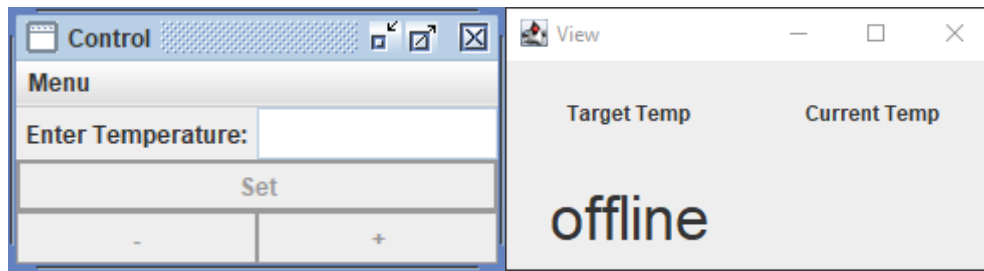 Control
Menu
Enter Temperature:
Set
- +
View
Target Temp Current Temp
offline